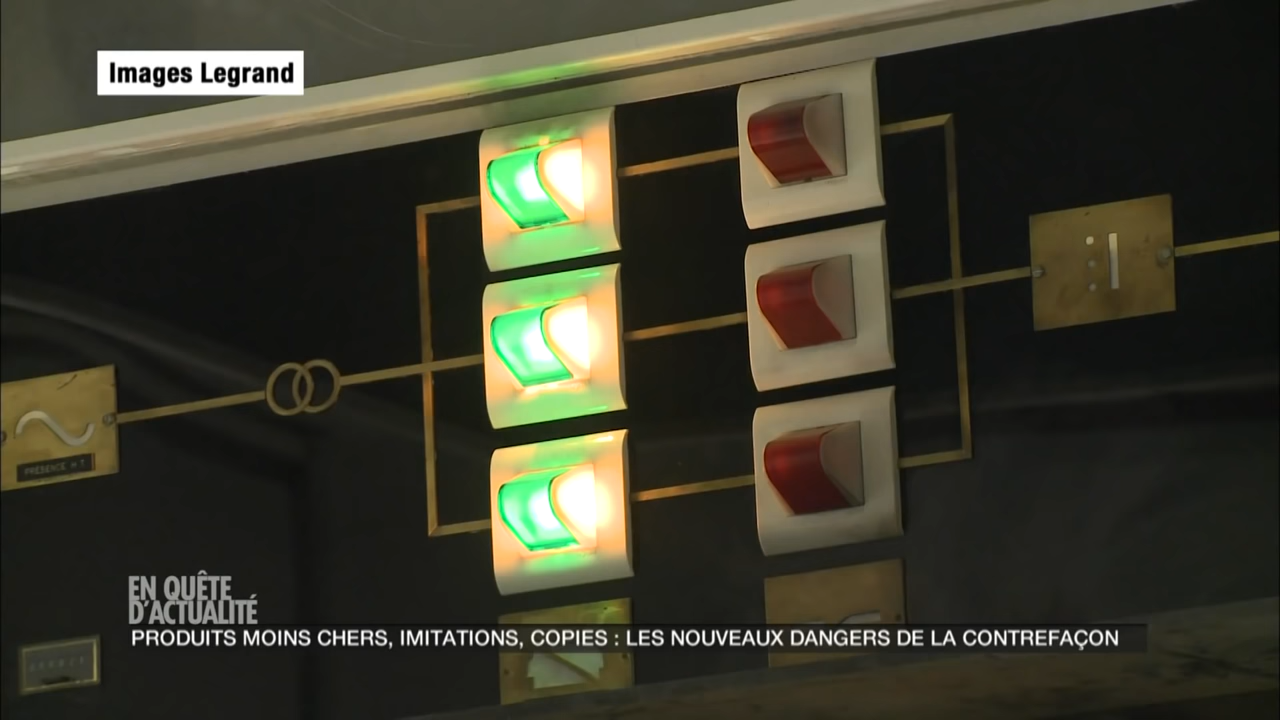 Images Legrand
PRESENCE H T
EN QUÊTE
D'ACTUALITÉ
PRODUITS MOINS CHERS, IMITATIONS, COPIES : LES NOUVEAUX DANGERS DE LA CONTREFAÇON